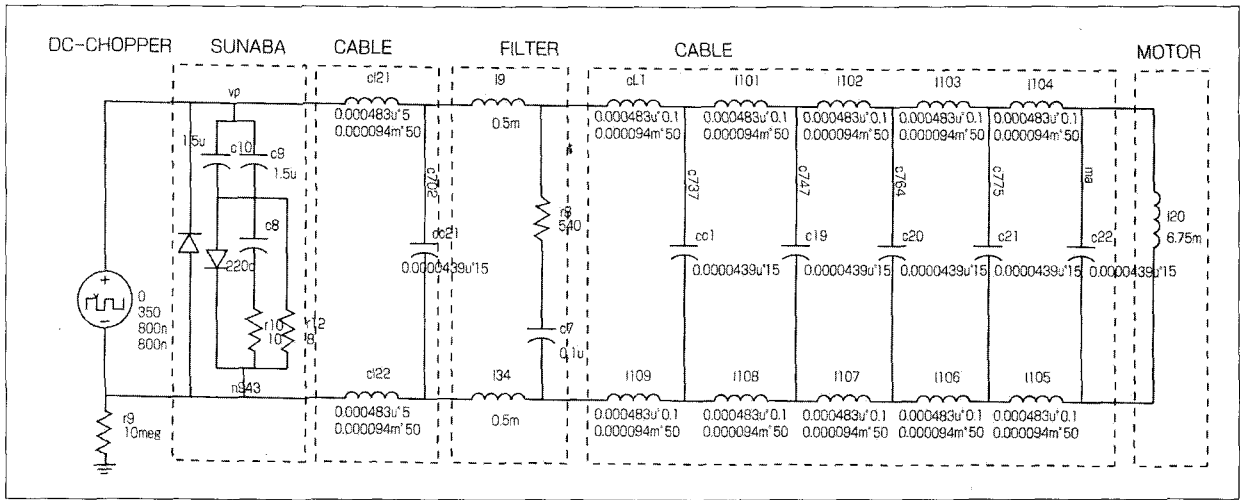 DC-CHOPPER
SUNABA
CABLE
FILTER
CABLE
MOTOR
cl21
l9
cL1
l101
l102
l103
l104
vp
0.000483u*5
0.000094m*50
0.5m
0.000483u*0.1
0.000094m*50
0.000483u*0.1
0.000094m*50
0.000483u*0.1
0.000094m*50
0.000483u*0.1
0.000094m*50
0.000483u*0.1
0.000094m*50
1.5u
c10
c9
1.5u
c702
c737
c747
c764
c775
ma
r8
540
c8
dc21
0.0000439u*15
cc1
0.0000439u*15
c19
0.0000439u*15
c20
0.0000439u*15
c21
0.0000439u*15
c22
0.0000439u*15
l20
6.75m
+
0
350
800n
800n
−
r10
10
r12
8
c7
0.1u
n943
cl22
l34
l109
l108
l107
l106
l105
0.000483u*5
0.000094m*50
0.5m
0.000483u*0.1
0.000094m*50
0.000483u*0.1
0.000094m*50
0.000483u*0.1
0.000094m*50
0.000483u*0.1
0.000094m*50
0.000483u*0.1
0.000094m*50
r9
10meg